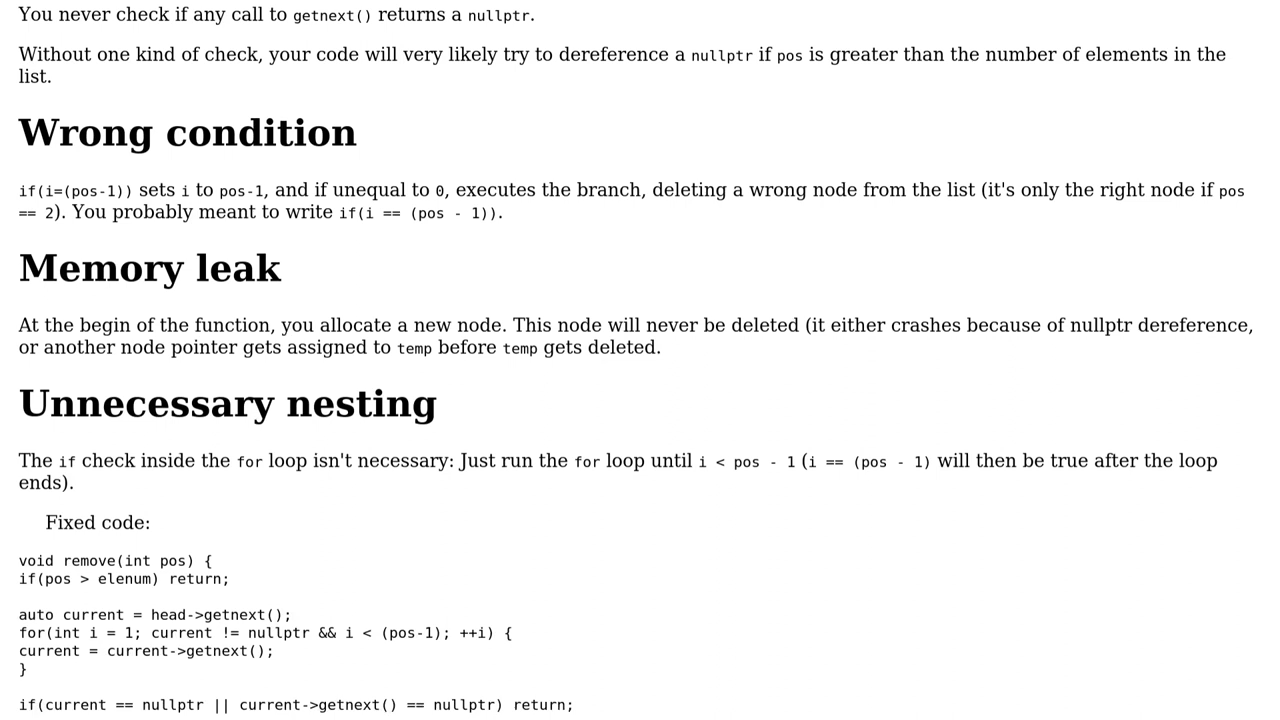 You never check if any call to getnext() returns a nullptr.
Without one kind of check, your code will very likely try to dereference a nullptr if pos is greater than the number of elements in the
list.
Wrong condition
if(i=(pos-1)) sets i to pos-1, and if unequal to 0, executes the branch, deleting a wrong node from the list (it's only the right node if pos
== 2). You probably meant to write if(i == (pos - 1)).
Memory leak
At the begin of the function, you allocate a new node. This node will never be deleted (it either crashes because of nullptr dereference,
or another node pointer gets assigned to temp before temp gets deleted.
Unnecessary nesting
The if check inside the for loop isn't necessary: Just run the for loop until i < pos - 1 (i == (pos - 1) will then be true after the loop
ends).
Fixed code:
void remove(int pos) {
if(pos > elenum) return;
auto current = head->getnext();
for(int i = 1; current != nullptr && i < (pos-1); ++i) {
current = current->getnext();
}
if(current == nullptr || current->getnext() == nullptr) return;